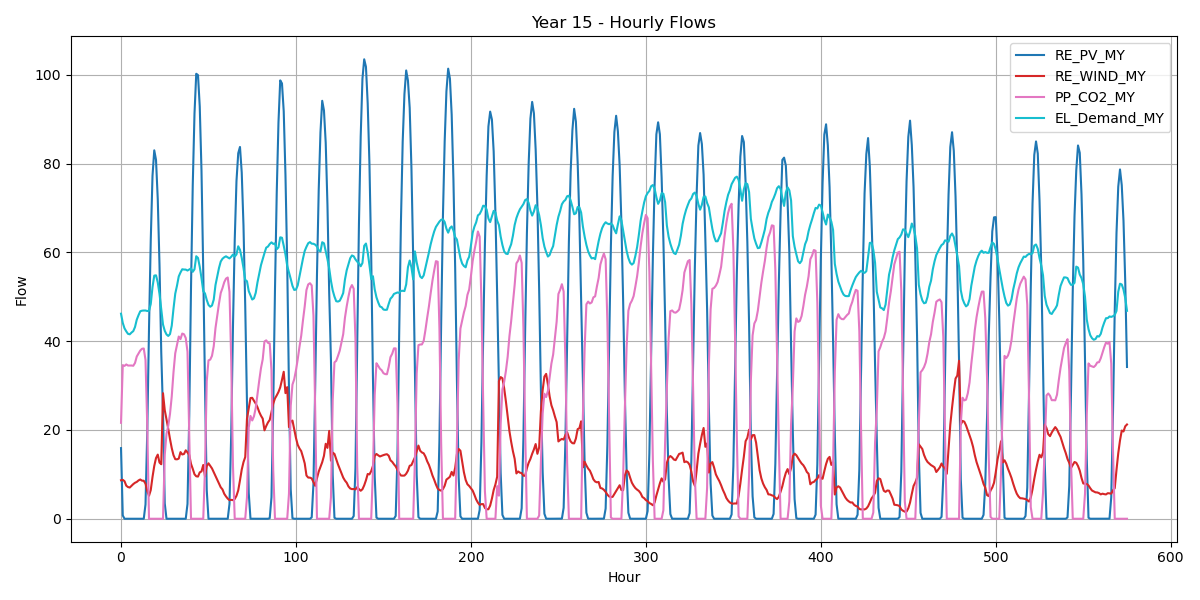 Year 15 - Hourly Flows
RE_PV_MY
RE_WIND_MY
PP_CO2_MY
EL_Demand_MY
100
80
60
40
20
0
Flow
0 100 200 300 400 500 600
Hour